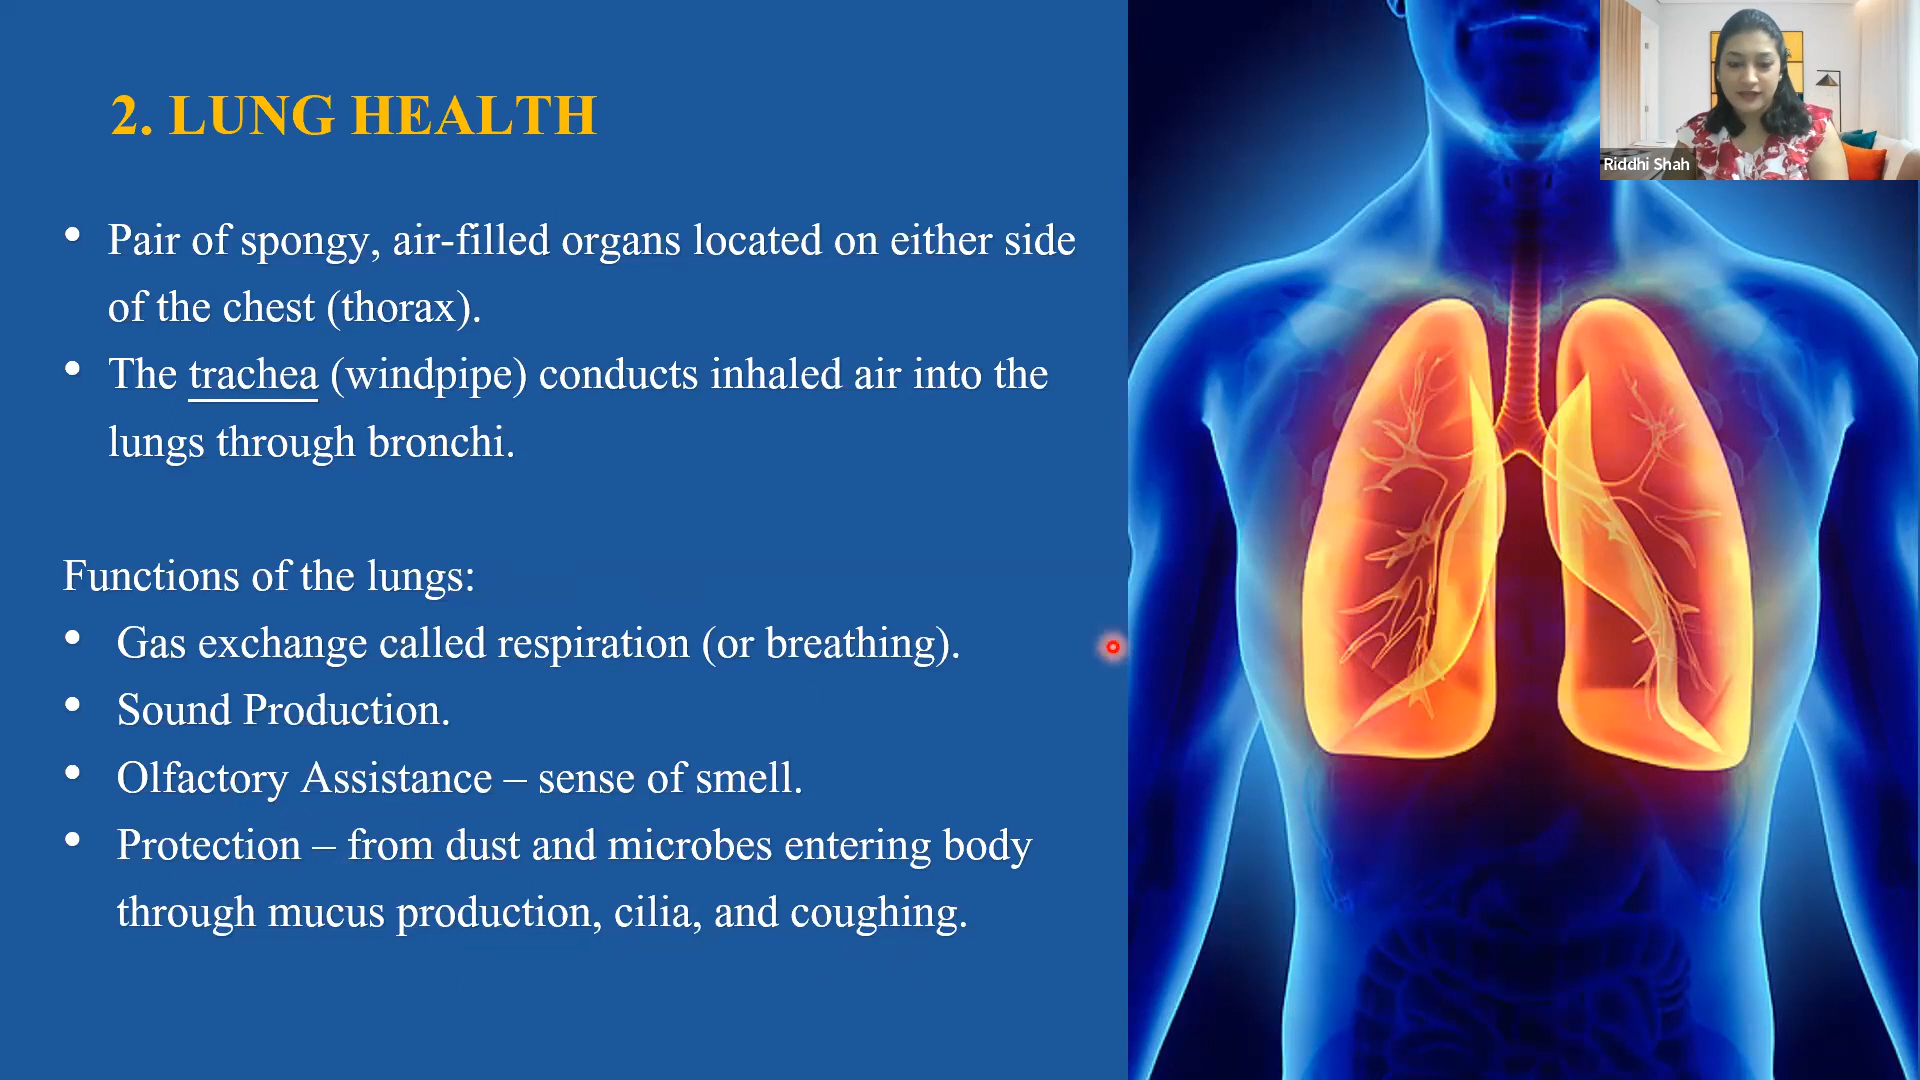 2. LUNG HEALTH
Riddhi Shah
• Pair of spongy, air-filled organs located on either side
of the chest (thorax).
• The trachea (windpipe) conducts inhaled air into the
lungs through bronchi.
Functions of the lungs:
• Gas exchange called respiration (or breathing).
• Sound Production.
• Olfactory Assistance – sense of smell.
• Protection – from dust and microbes entering body
through mucus production, cilia, and coughing.